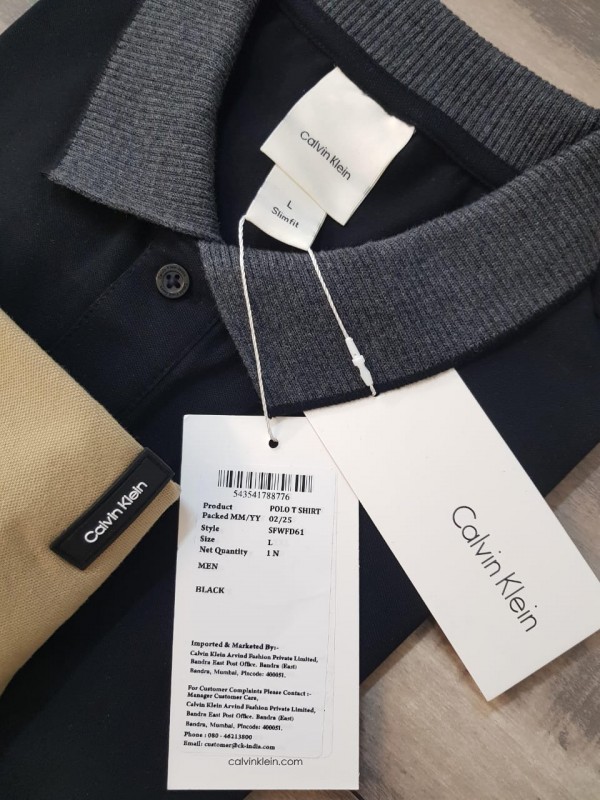 Calvin Klein
L
Slim fit
Calvin Klein
543541788776
Product POLO T SHIRT
Packed MM/YY 02/25
Style SFWFD61
Size L
Net Quantity 1 N
MEN
BLACK
Imported & Marketed By:-
Calvin Klein Arvind Fashion Private Limited,
Bandra East Post Office, Bandra (East)
Bandra, Mumbai, Pincode: 400051.
For Customer Complaints Please Contact :-
Manager Customer Care,
Calvin Klein Arvind Fashion Private Limited,
Bandra East Post Office, Bandra (East)
Bandra, Mumbai, Pincode: 400051.
Phone : 080 - 46213800
Email: customer@ck-india.com
calvinklein.com
Calvin Klein